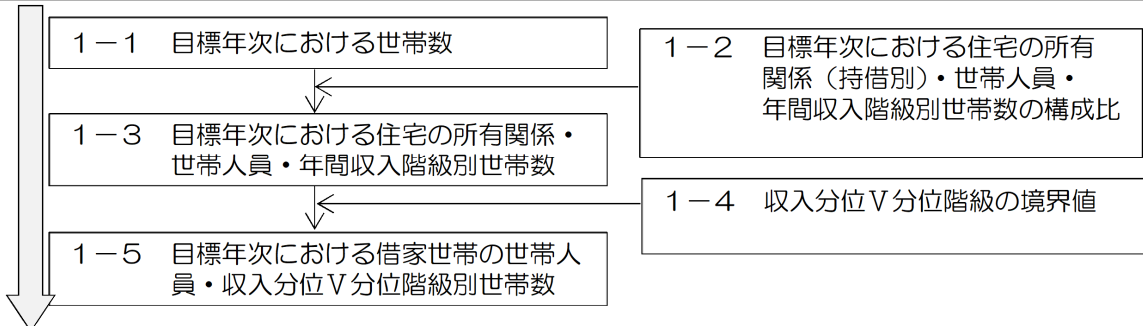 1－1　目標年次における世帯数
1－2　目標年次における住宅の所有
関係（持借別）・世帯人員・
年間収入階級別世帯数の構成比
1－3　目標年次における住宅の所有関係・
世帯人員・年間収入階級別世帯数
1－4　収入分位Ⅴ分位階級の境界値
1－5　目標年次における借家世帯の世帯人
員・収入分位Ⅴ分位階級別世帯数